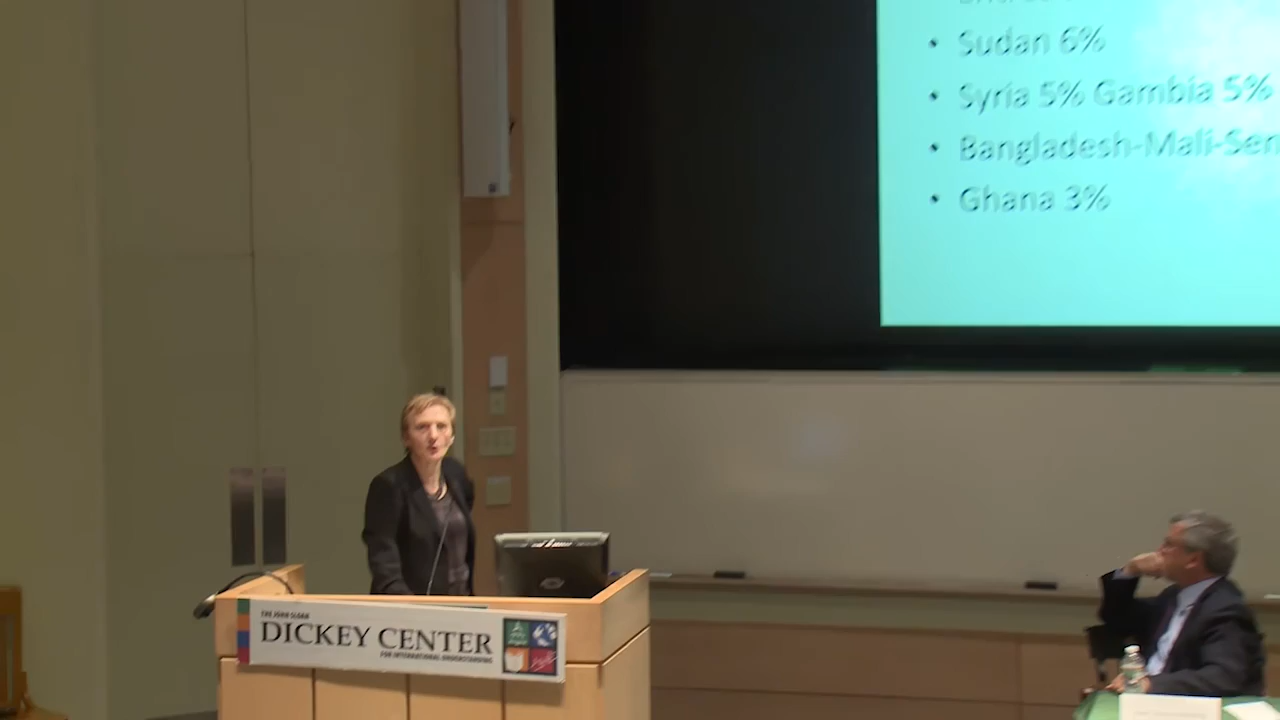 • Sudan 6%
• Syria 5% Gambia 5%
• Bangladesh-Mali-Sen
• Ghana 3%
THE JOHN SLOAN
DICKEY CENTER
FOR INTERNATIONAL UNDERSTANDING